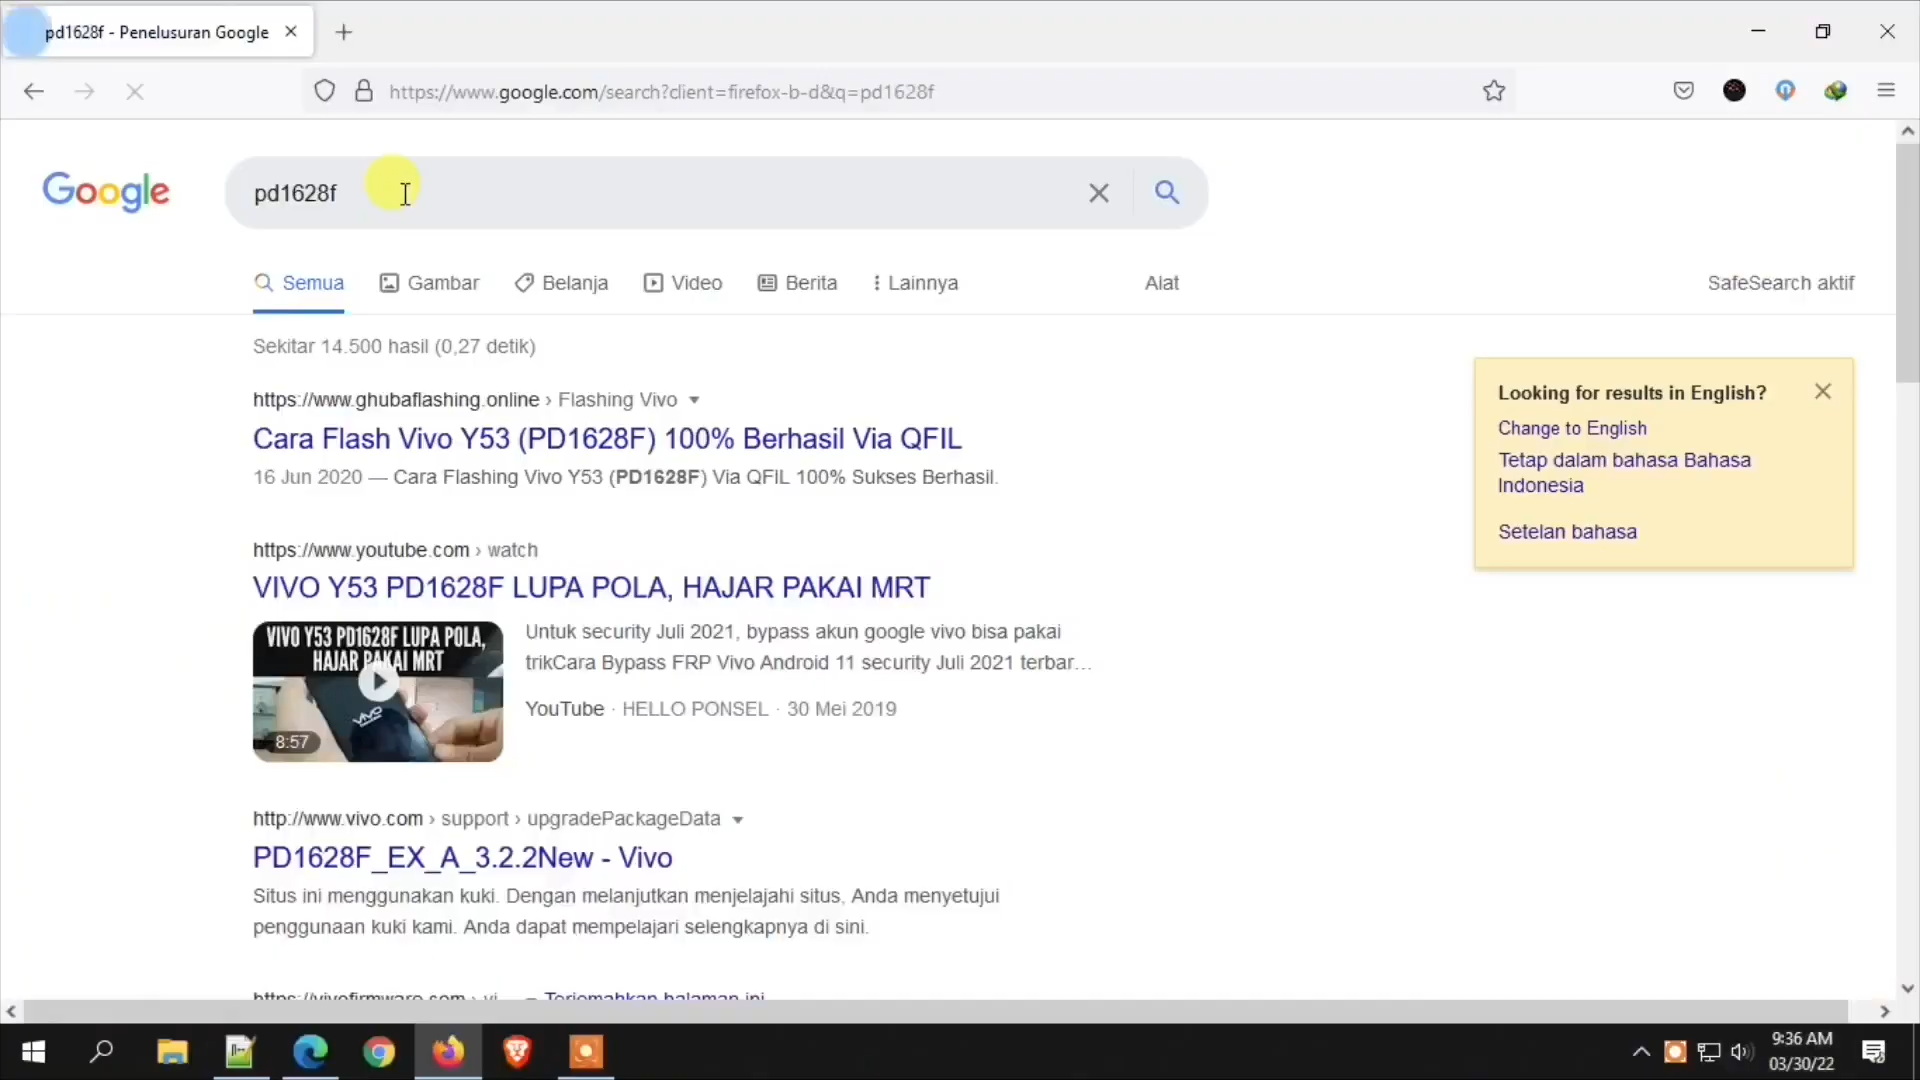 pd1628f - Penelusuran Google
https://www.google.com/search?client=firefox-b-d&q=pd1628f
Google
pd1628f
Semua
Gambar
Belanja
Video
Berita
Lainnya
Alat
SafeSearch aktif
Sekitar 14.500 hasil (0,27 detik)
https://www.ghubaflashing.online › Flashing Vivo
Cara Flash Vivo Y53 (PD1628F) 100% Berhasil Via QFIL
16 Jun 2020 — Cara Flashing Vivo Y53 (PD1628F) Via QFIL 100% Sukses Berhasil.
Looking for results in English?
Change to English
Tetap dalam bahasa Bahasa
Indonesia
Setelan bahasa
https://www.youtube.com › watch
VIVO Y53 PD1628F LUPA POLA, HAJAR PAKAI MRT
VIVO Y53 PD1628F LUPA POLA,
HAJAR PAKAI MRT
vivo
8:57
Untuk security Juli 2021, bypass akun google vivo bisa pakai
trikCara Bypass FRP Vivo Android 11 security Juli 2021 terbar...
YouTube · HELLO PONSEL · 30 Mei 2019
http://www.vivo.com › support › upgradePackageData
PD1628F_EX_A_3.2.2New - Vivo
Situs ini menggunakan kuki. Dengan melanjutkan menjelajahi situs, Anda menyetujui
penggunaan kuki kami. Anda dapat mempelajari selengkapnya di sini.
https://vivofirmware.com › vi... Terjemahkan halaman ini
9:36 AM
03/30/22